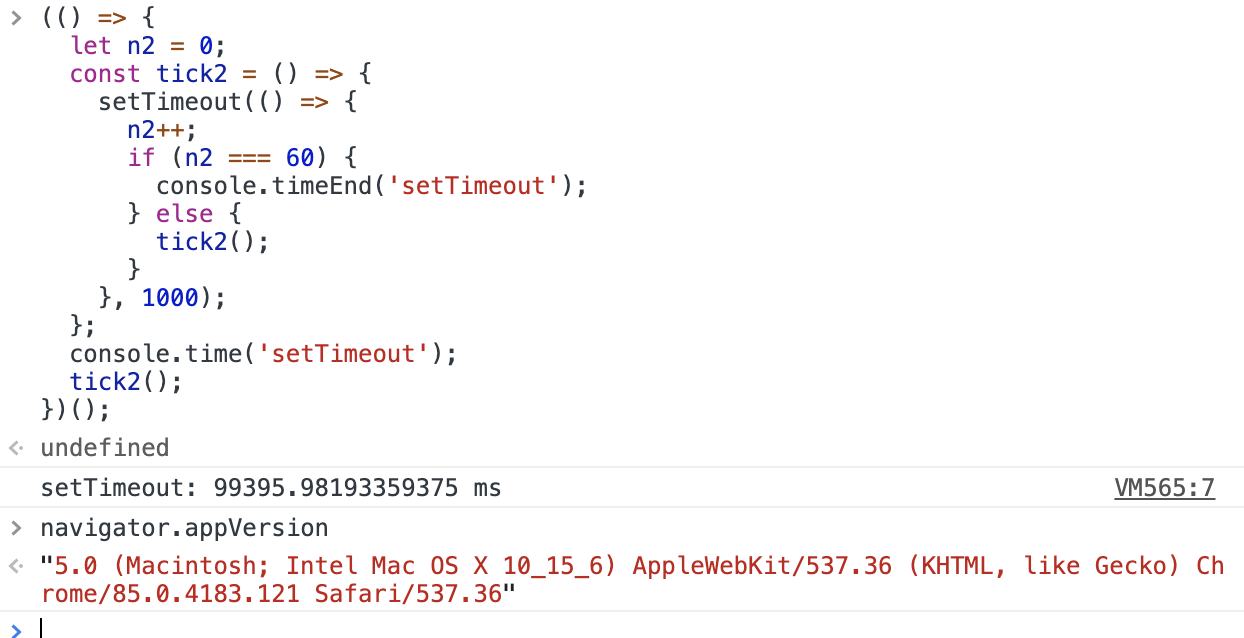 > (() => {
let n2 = 0;
const tick2 = () => {
setTimeout(() => {
n2++;
if (n2 === 60) {
console.timeEnd('setTimeout');
} else {
tick2();
}
}, 1000);
};
console.time('setTimeout');
tick2();
})();
undefined
setTimeout: 99395.98193359375 ms VM565:7
> navigator.appVersion
"5.0 (Macintosh; Intel Mac OS X 10_15_6) AppleWebKit/537.36 (KHTML, like Gecko) Ch
rome/85.0.4183.121 Safari/537.36"
>